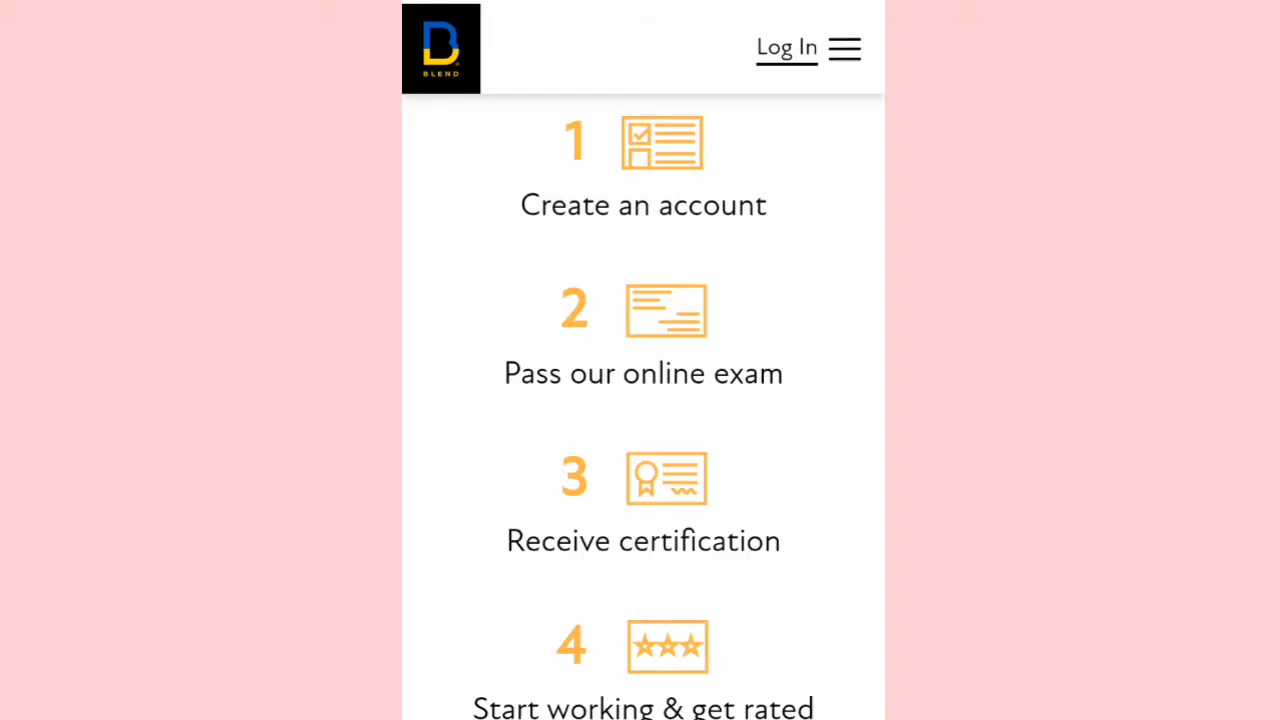 BLEND
Log In
1
Create an account
2
Pass our online exam
3
Receive certification
4
Start working & get rated